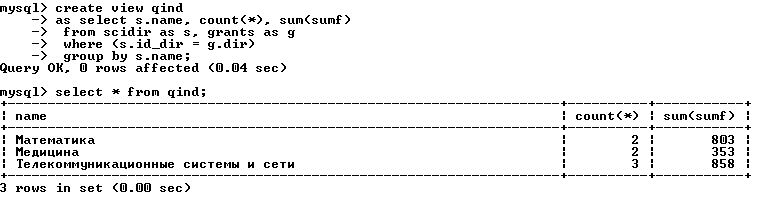 mysql> create view qind
    -> as select s.name, count(*), sum(sumf)
    ->  from scidir as s, grants as g
    ->  where (s.id_dir = g.dir)
    ->  group by s.name;
Query OK, 0 rows affected (0.04 sec)
mysql> select * from qind;
+----------------------------------------------------------------------+----------+-----------+
| name                                                                 | count(*) | sum(sumf) |
+----------------------------------------------------------------------+----------+-----------+
| Математика                                                           |        2 |       803 |
| Медицина                                                             |        2 |       353 |
| Телекоммуникационные системы и сети                                  |        3 |       858 |
+----------------------------------------------------------------------+----------+-----------+
3 rows in set (0.00 sec)